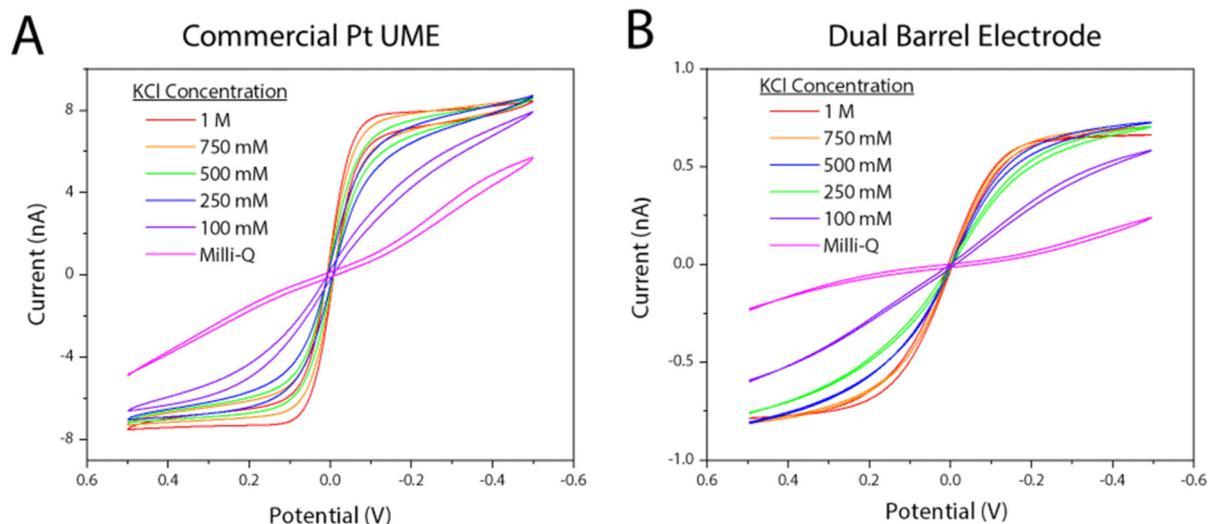 A
Commercial Pt UME
KCl Concentration
1 M
750 mM
500 mM
250 mM
100 mM
Milli-Q
8
4
0
-4
-8
Current (nA)
0.6
0.4
0.2
0.0
-0.2
-0.4
-0.6
Potential (V)
B
Dual Barrel Electrode
KCl Concentration
1 M
750 mM
500 mM
250 mM
100 mM
Milli-Q
1.0
0.5
0.0
-0.5
-1.0
Current (nA)
0.6
0.4
0.2
0.0
-0.2
-0.4
-0.6
Potential (V)